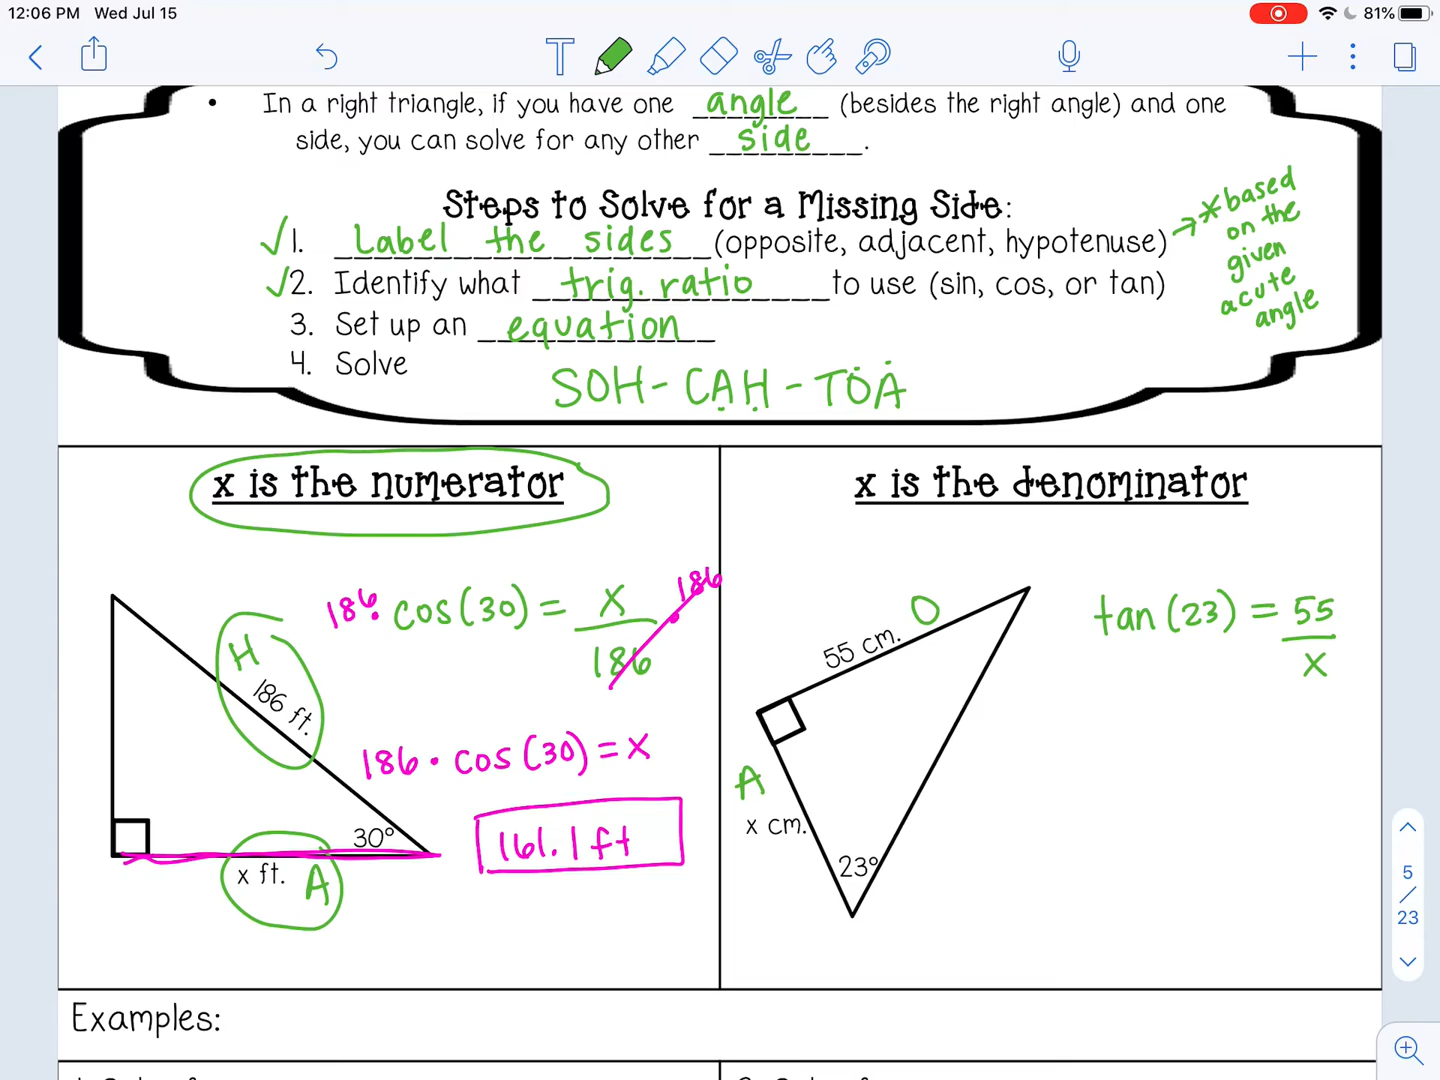 12:06 PM Wed Jul 15
81%
• In a right triangle, if you have one angle (besides the right angle) and one
side, you can solve for any other side.
Steps to Solve for a Missing Side:
✓1. Label the sides (opposite, adjacent, hypotenuse)
→ *based
on the
given
acute
angle
✓2. Identify what trig. ratio to use (sin, cos, or tan)
3. Set up an equation
4. Solve
SOH - CAH - TOA
x is the numerator
186 • cos(30) = x/186 • 186
H
186 ft.
186 • cos(30) = x
30°
161.1 ft
x ft. A
x is the denominator
O
55 cm.
tan(23) = 55/x
A
x cm.
23°
5
/
23
Examples: